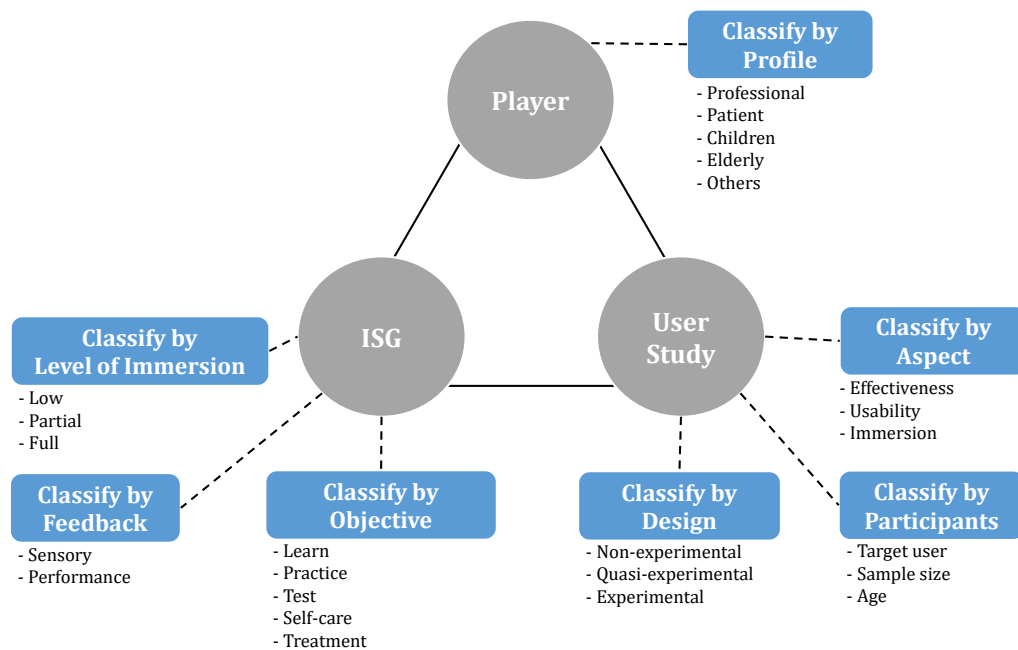 Player
Classify by
Profile
- Professional
- Patient
- Children
- Elderly
- Others
ISG
User
Study
Classify by
Level of Immersion
- Low
- Partial
- Full
Classify by
Aspect
- Effectiveness
- Usability
- Immersion
Classify by
Feedback
- Sensory
- Performance
Classify by
Objective
- Learn
- Practice
- Test
- Self-care
- Treatment
Classify by
Design
- Non-experimental
- Quasi-experimental
- Experimental
Classify by
Participants
- Target user
- Sample size
- Age